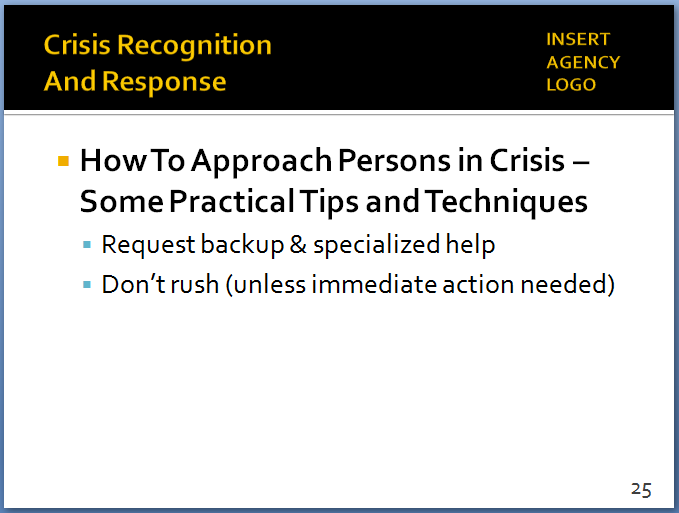 Crisis Recognition
And Response
INSERT
AGENCY
LOGO
How To Approach Persons in Crisis –
Some Practical Tips and Techniques
Request backup & specialized help
Don’t rush (unless immediate action needed)
25